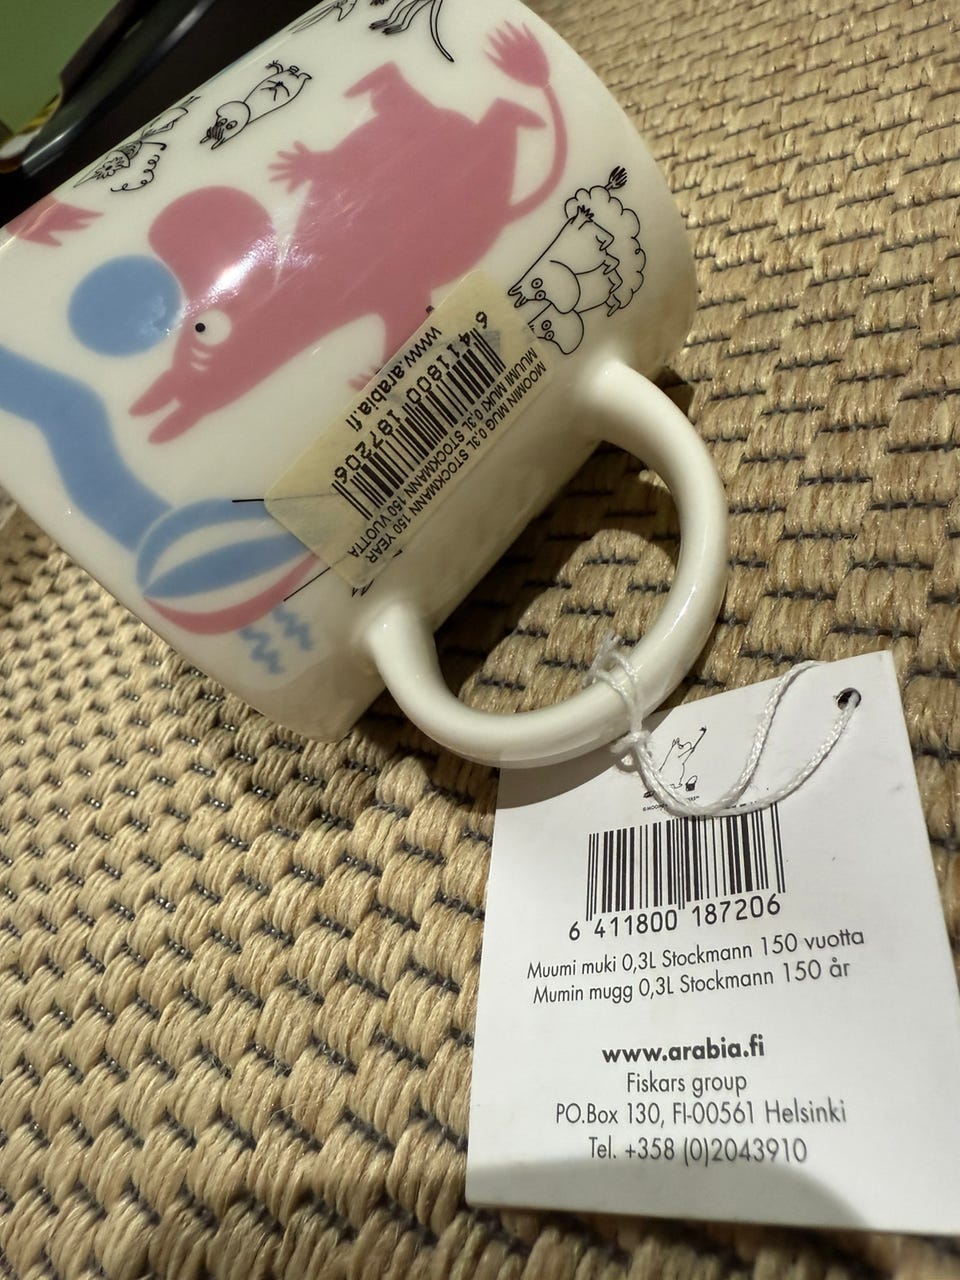 www.arabia.fi
6 411800 187206
MUUMI MUKI 0,3L STOCKMANN 150 VUOTTA
MOOMIN MUG 0,3L STOCKMANN 150 YEAR
6 411800 187206
Muumi muki 0,3L Stockmann 150 vuotta
Mumin mugg 0,3L Stockmann 150 år
www.arabia.fi
Fiskars group
PO.Box 130, FI-00561 Helsinki
Tel. +358 (0)2043910